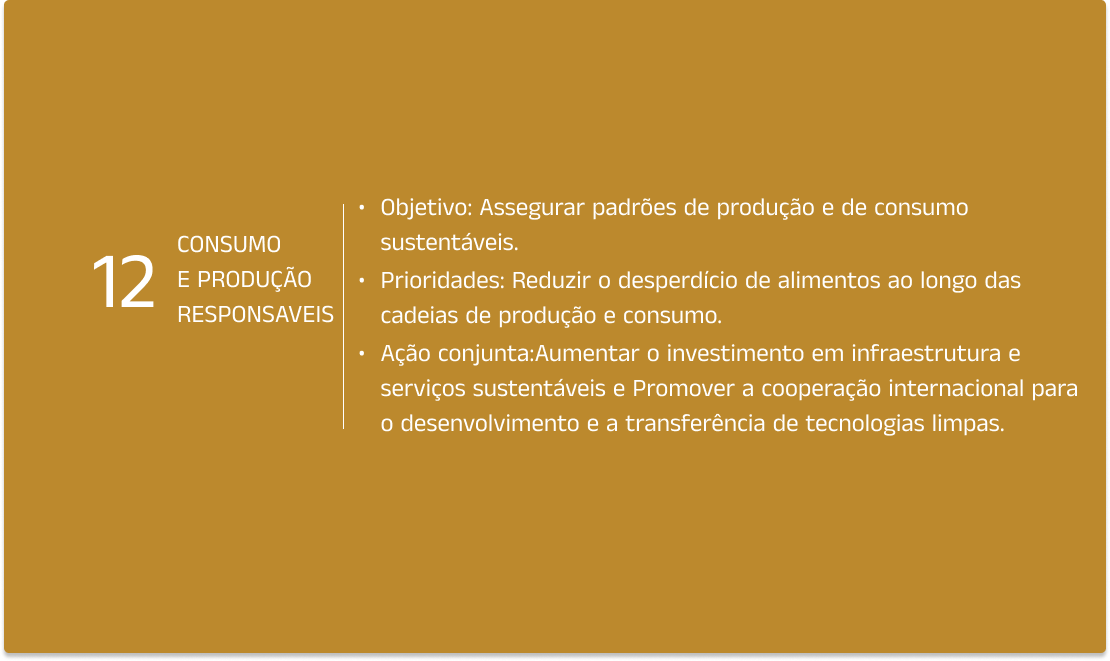 12
CONSUMO
E PRODUÇÃO
RESPONSAVEIS
• Objetivo: Assegurar padrões de produção e de consumo
sustentáveis.
• Prioridades: Reduzir o desperdício de alimentos ao longo das
cadeias de produção e consumo.
• Ação conjunta:Aumentar o investimento em infraestrutura e
serviços sustentáveis e Promover a cooperação internacional para
o desenvolvimento e a transferência de tecnologias limpas.